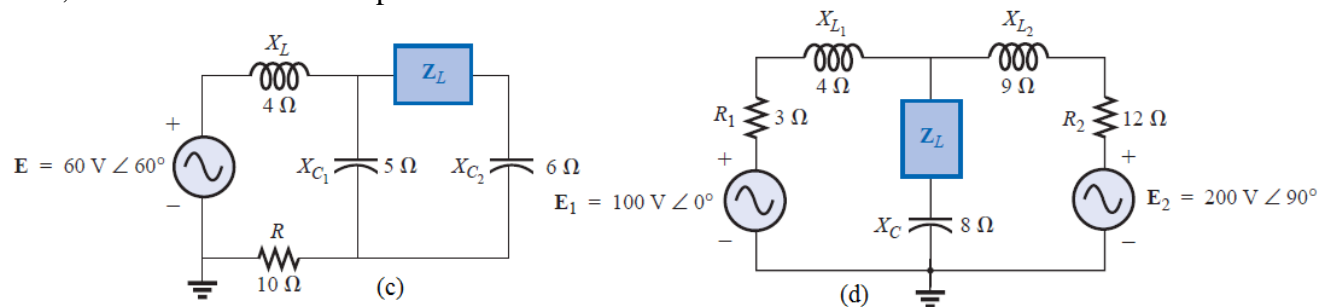 X_L
Z_L
4 Ω
+
E = 60 V ∠ 60°
X_C₁
5 Ω
X_C₂
6 Ω
−
R
10 Ω
(c)
X_L₁
X_L₂
4 Ω
9 Ω
R₁
3 Ω
Z_L
R₂
12 Ω
+
+
E₁ = 100 V ∠ 0°
E₂ = 200 V ∠ 90°
−
X_C
8 Ω
−
(d)